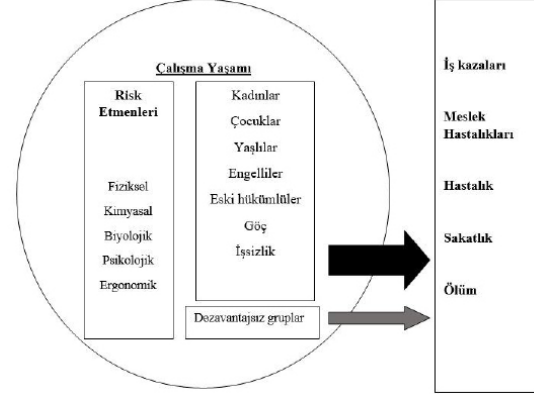 Çalışma Yaşamı
Risk
Etmenleri
Fiziksel
Kimyasal
Biyolojik
Psikolojik
Ergonomik
Kadınlar
Çocuklar
Yaşlılar
Engelliler
Eski hükümlüler
Göç
İşsizlik
Dezavantajsız gruplar
İş kazaları
Meslek
Hastalıkları
Hastalık
Sakatlık
Ölüm